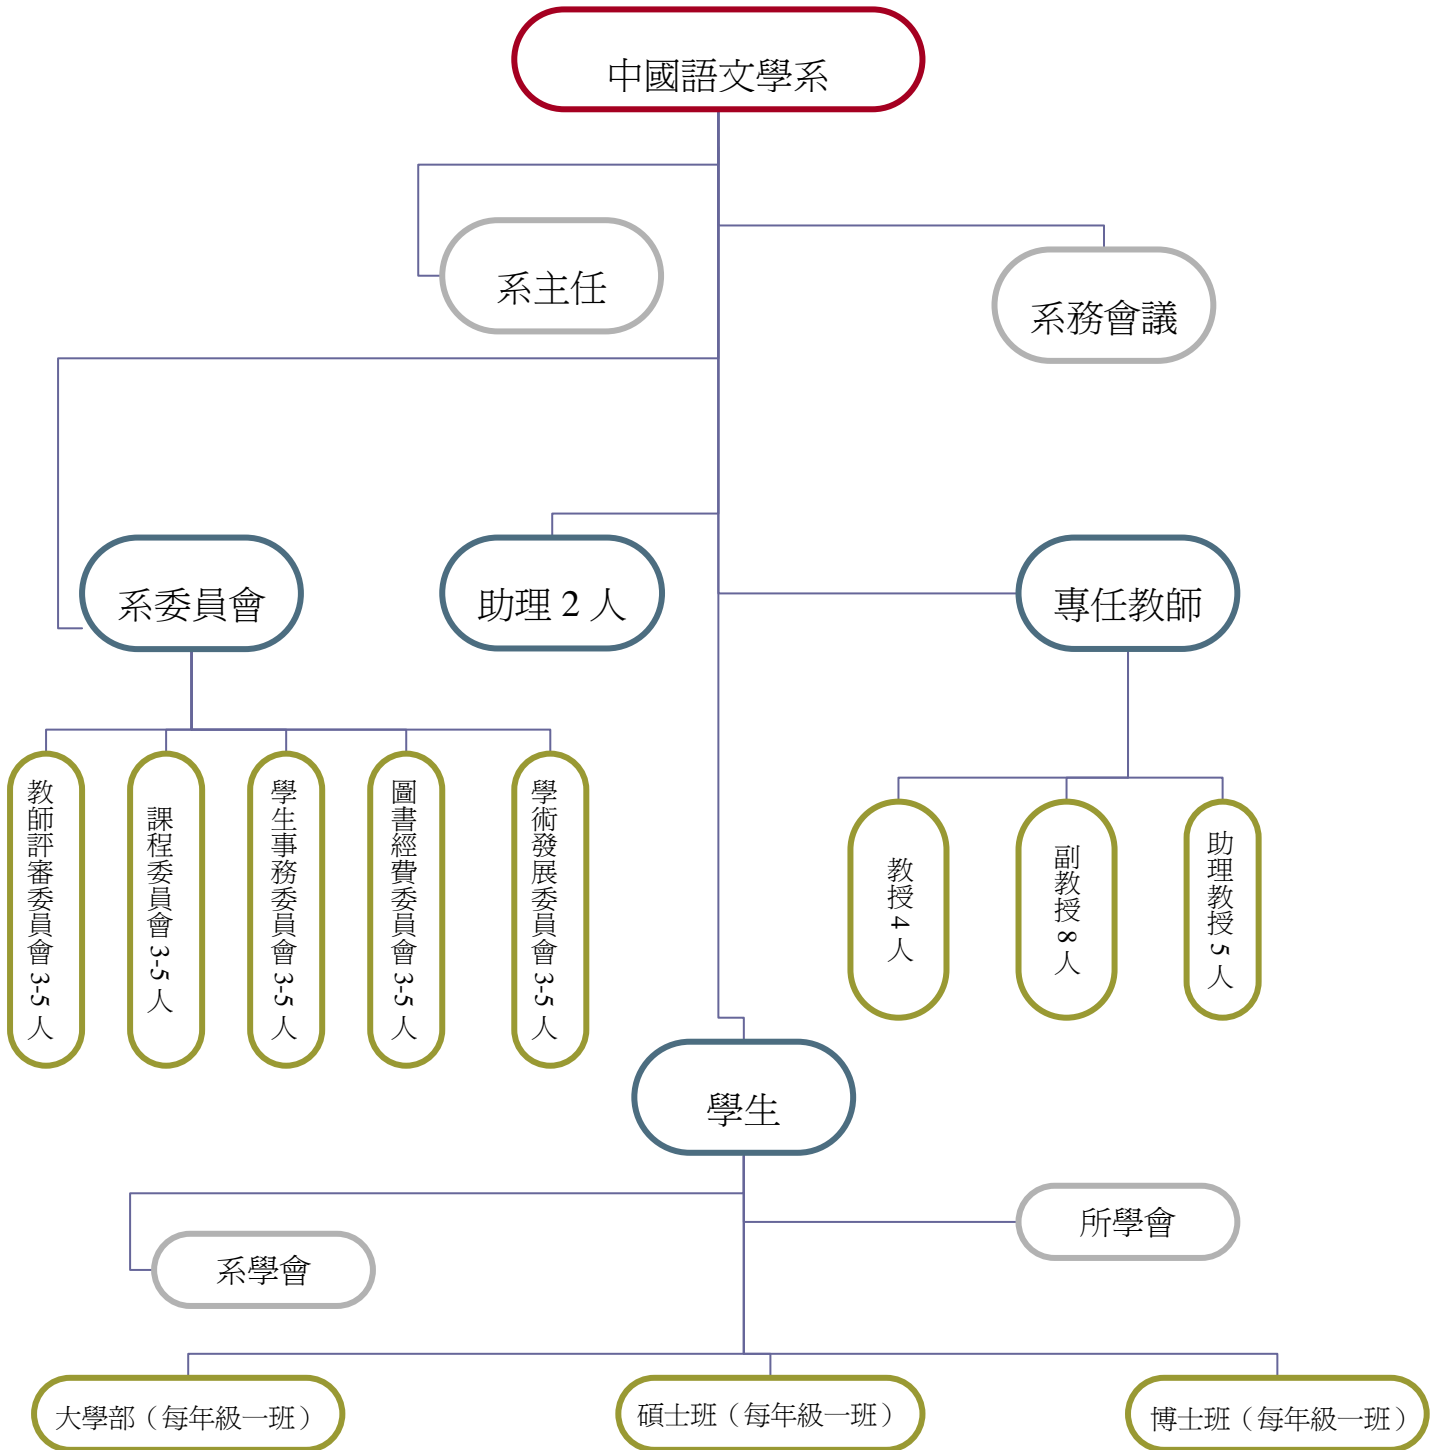 中國語文學系
系主任
系務會議
系委員會
助理 2 人
專任教師
教師評審委員會 3-5 人
課程委員會 3-5 人
學生事務委員會 3-5 人
圖書經費委員會 3-5 人
學術發展委員會 3-5 人
教授 4 人
副教授 8 人
助理教授 5 人
學生
系學會
所學會
大學部（每年級一班）
碩士班（每年級一班）
博士班（每年級一班）